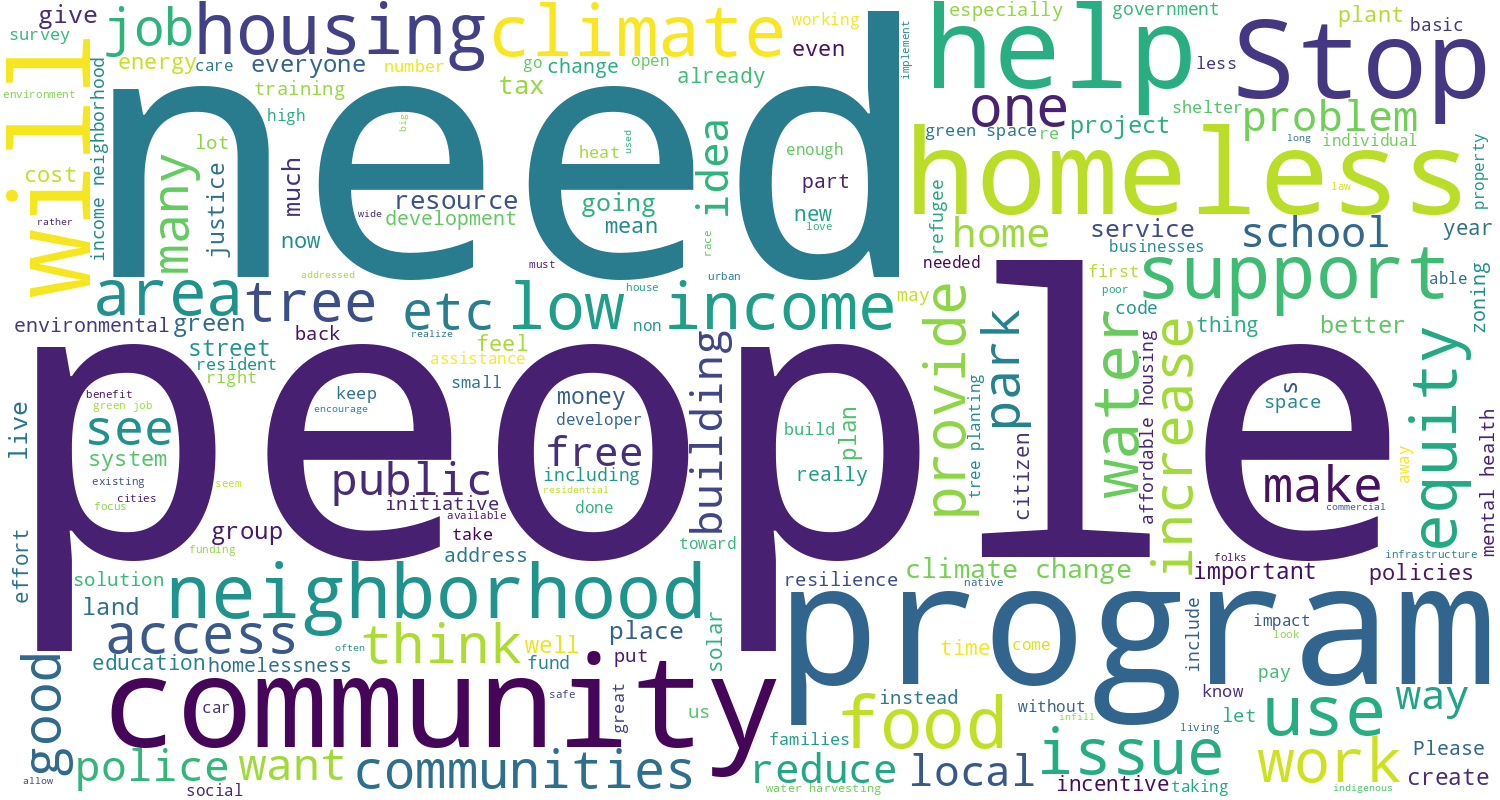 give
survey
job
housing
climate
working
even
help
especially
government
plant
basic
Stop
implement
energy
care
everyone
number
go
change
open
already
tax
less
will
environment
income neighborhood
need
training
high
big
one
shelter
problem
green space
re
project
long
individual
lot
many
justice
much
heat
used
idea
enough
homeless
law
property
cost
rather
resource
wide
development
going
mean
part
new
love
race
refugee
home
service
businesses
school
year
now
must
addressed
urban
needed
first
support
able
poor
zoning
area
tree
etc
low income
house
non
may
code
environmental
green
back
realize
provide
park
water
increase
affordable housing
thing
better
street
resident
right
feel
assistance
small
building
equity
people
benefit
green job
see
system
existing
cities
focus
keep
encourage
money
developer
free
including
residential
done
build
plan
really
tree planting
citizen
s
space
make
commercial
away
mental health
live
seem
public
initiative
available
take
group
funding
address
toward
effort
solution
land
neighborhood
resilience
native
climate change
folks
important
infrastructure
policies
access
think
often
well
place
put
fund
solar
program
time
come
include
impact
look
pay
education
homelessness
good
community
car
safe
great
us
instead
without
infill
food
know
let
use
way
living
families
police
want
communities
reduce
local
issue
work
Please
create
allow
social
water harvesting
incentive
taking
indigenous